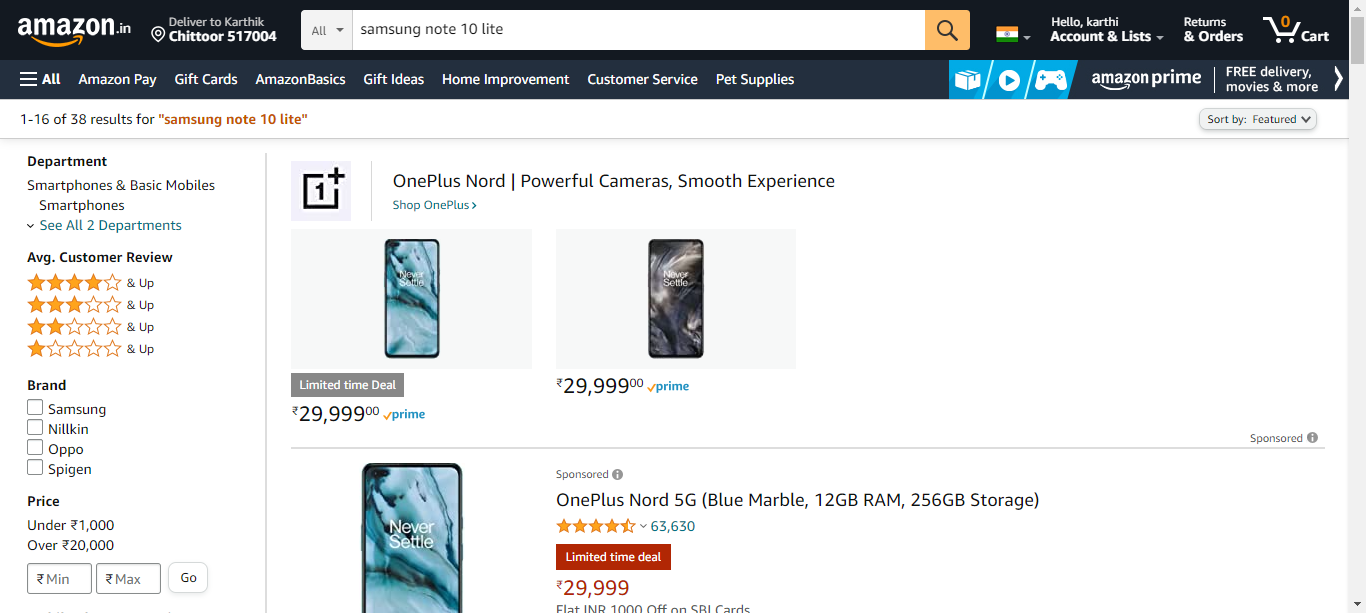 amazon.in
Deliver to Karthik
Chittoor 517004
All
samsung note 10 lite
Hello, karthi
Account & Lists
Returns
& Orders
0
Cart
All
Amazon Pay
Gift Cards
AmazonBasics
Gift Ideas
Home Improvement
Customer Service
Pet Supplies
amazon prime
FREE delivery,
movies & more
1-16 of 38 results for "samsung note 10 lite"
Sort by: Featured
Department
Smartphones & Basic Mobiles
Smartphones
See All 2 Departments
Avg. Customer Review
& Up
& Up
& Up
& Up
Brand
Samsung
Nillkin
Oppo
Spigen
Price
Under ₹1,000
Over ₹20,000
₹ Min
₹ Max
Go
1+
OnePlus Nord | Powerful Cameras, Smooth Experience
Shop OnePlus ›
Never
Settle
Limited time Deal
₹29,999⁰⁰ prime
Never
Settle
₹29,999⁰⁰ prime
Sponsored
Never
Settle
Sponsored
OnePlus Nord 5G (Blue Marble, 12GB RAM, 256GB Storage)
63,630
Limited time deal
₹29,999
Flat INR 1000 Off on SBI Cards